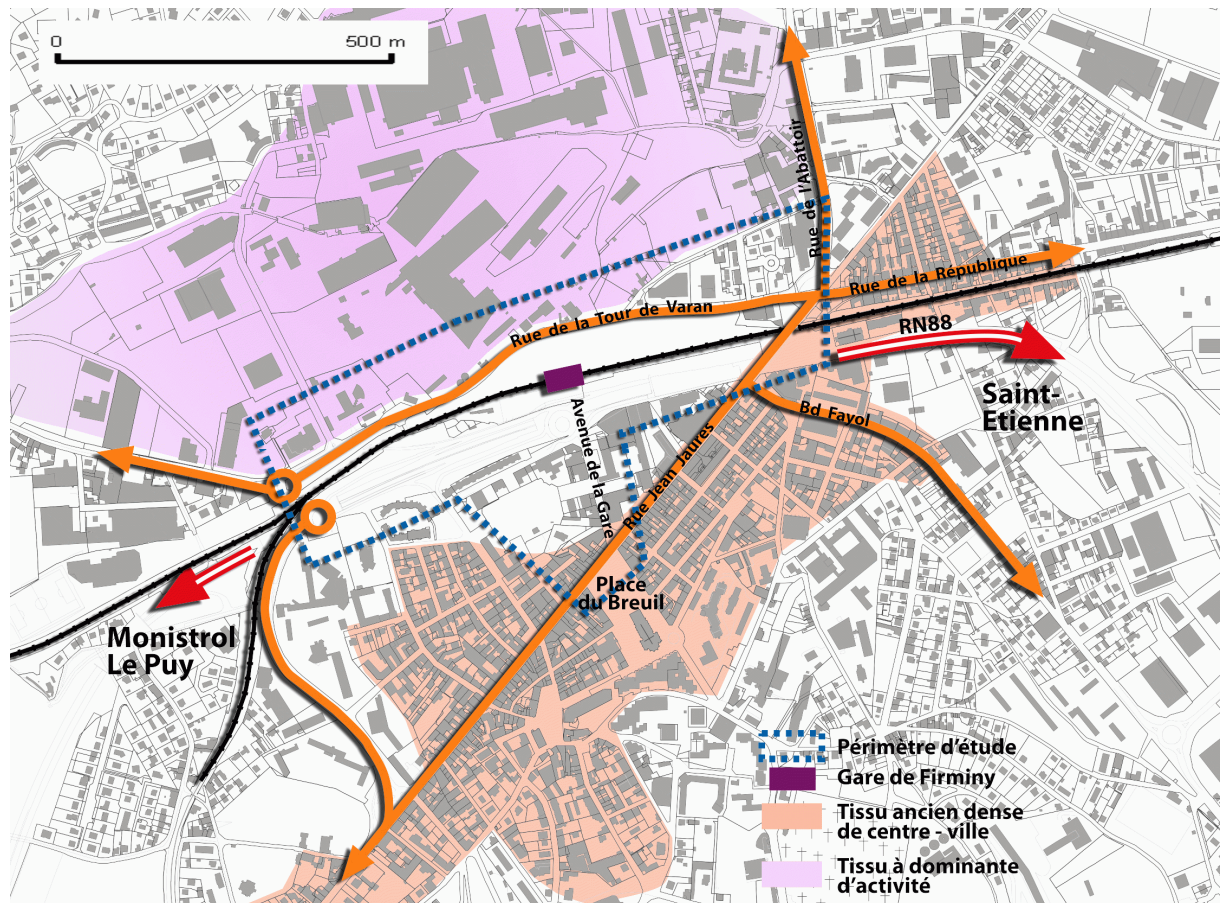 0 500 m
Rue de l'Abattoir
Rue de la République
Rue de la Tour de Varan
RN88
Saint-
Etienne
Avenue de la Gare
Bd Fayol
Rue Jean Jaurès
Place
du Breuil
Monistrol
Le Puy
Périmètre d'étude
Gare de Firminy
Tissu ancien dense
de centre - ville
Tissu à dominante
d'activité